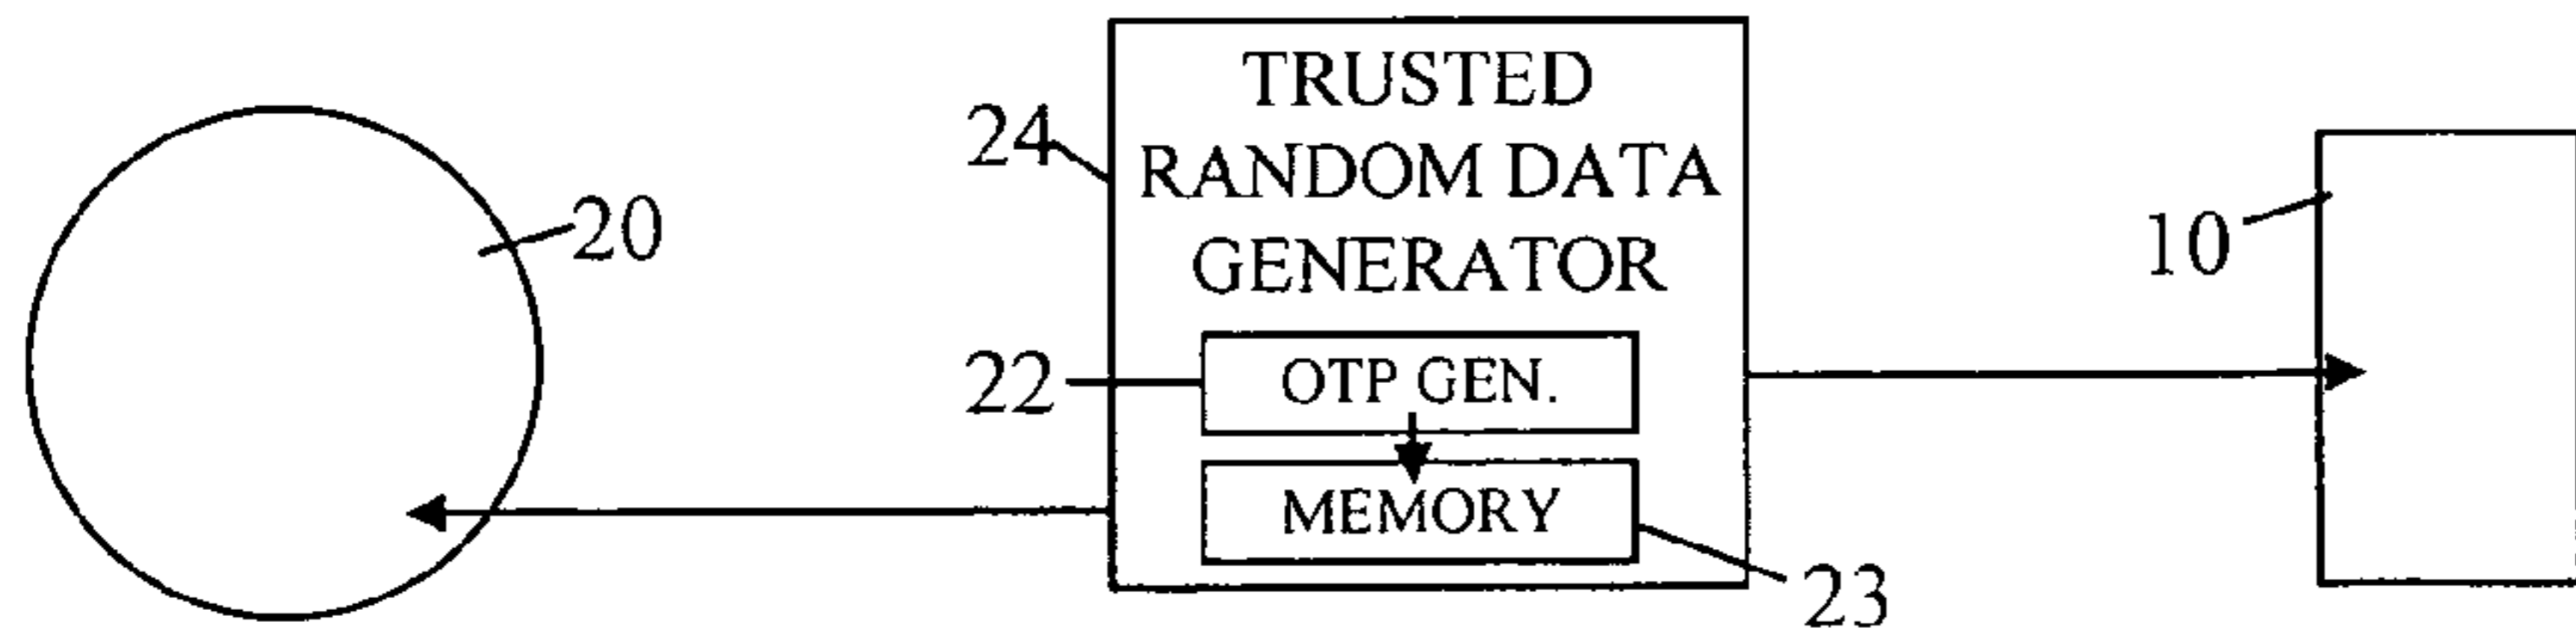 TRUSTED
RANDOM DATA
GENERATOR
24
20
10
22
OTP GEN.
MEMORY
23